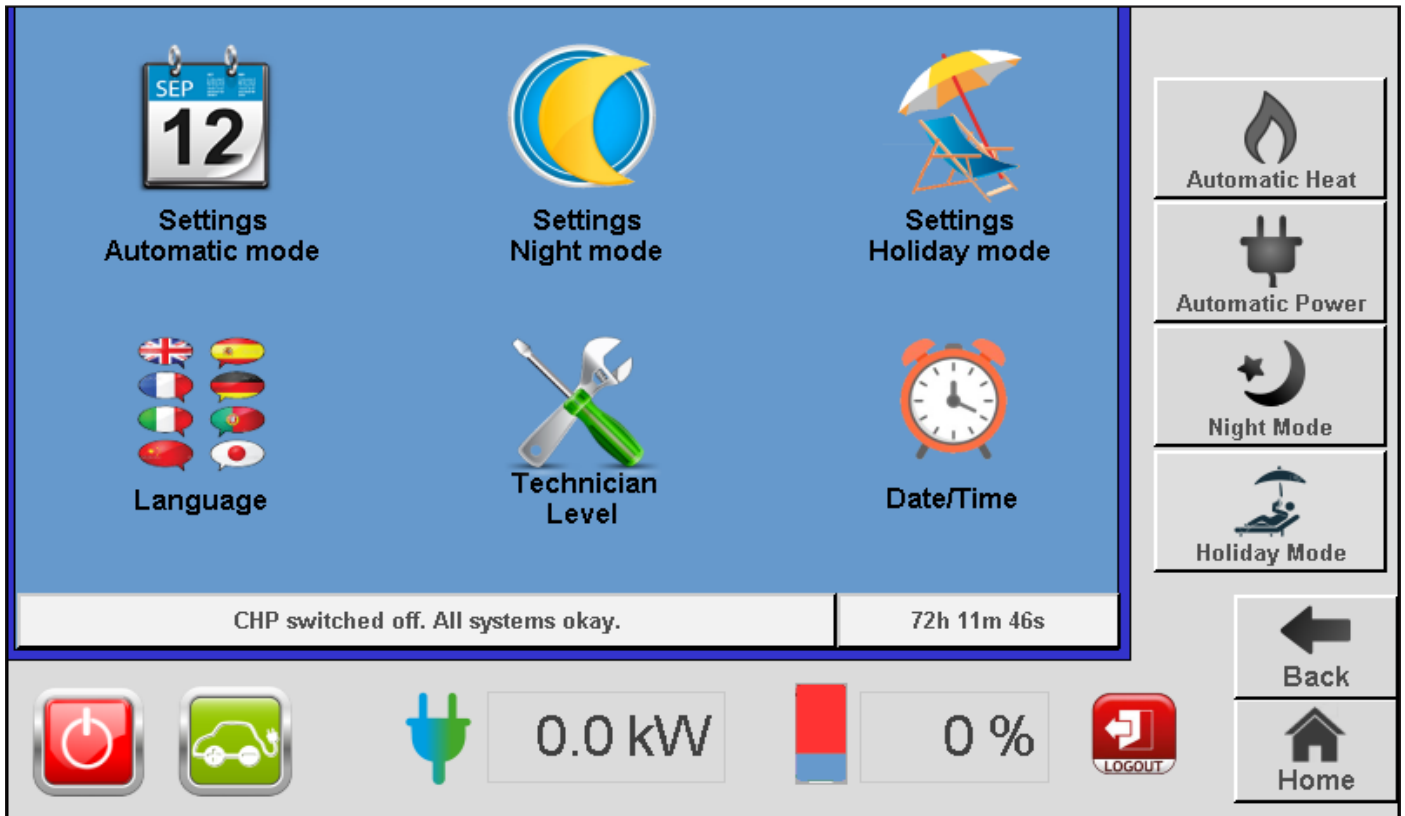 SEP
12
Settings
Automatic mode
Settings
Night mode
Settings
Holiday mode
Language
Technician
Level
Date/Time
CHP switched off. All systems okay.
72h 11m 46s
Automatic Heat
Automatic Power
Night Mode
Holiday Mode
Back
Home
0.0 kW
0 %
LOGOUT